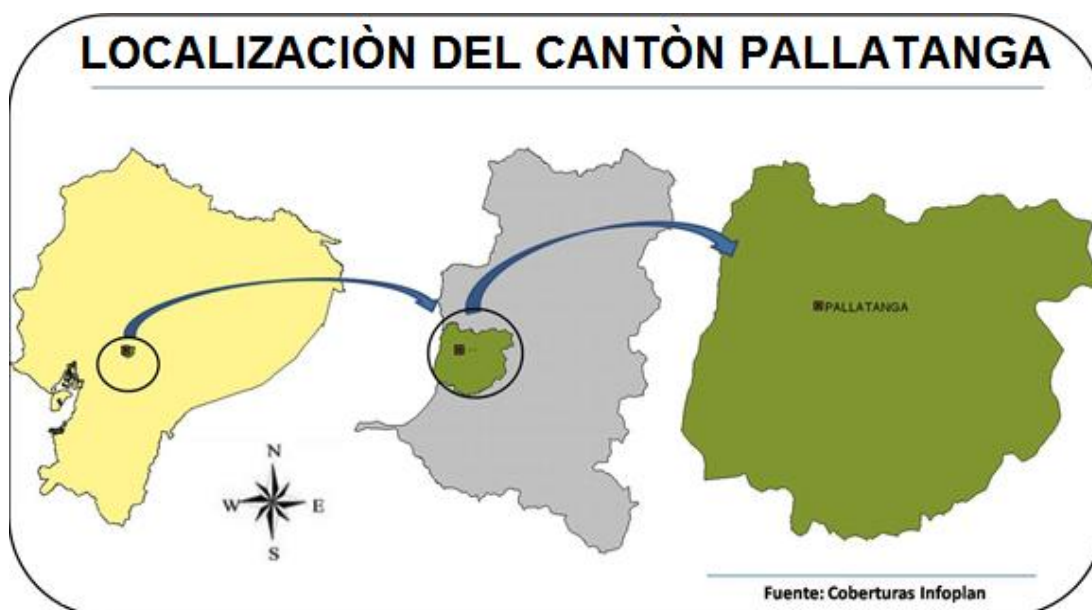 LOCALIZACIÒN DEL CANTÒN PALLATANGA
PALLATANGA
N
W E
S
Fuente: Coberturas Infoplan